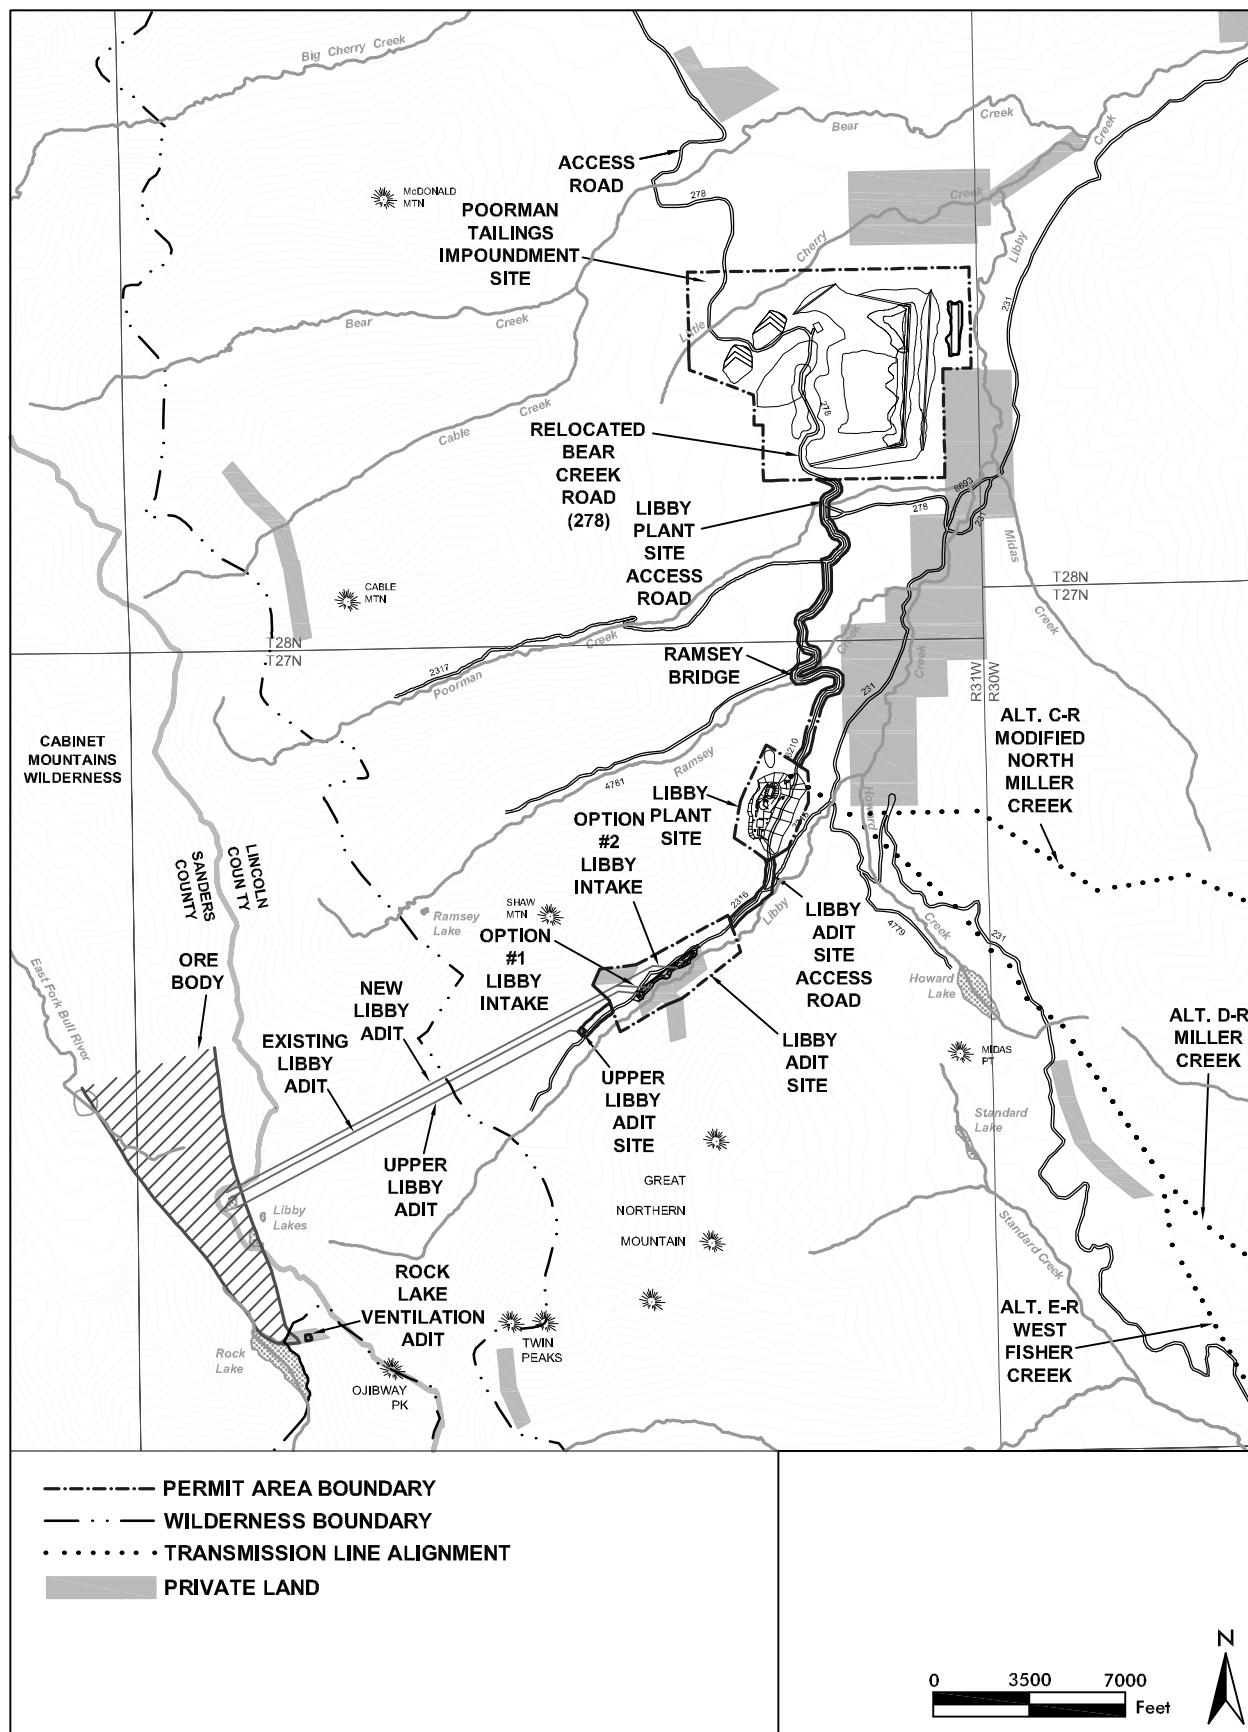 Big Cherry Creek
Bear
Creek
Creek
ACCESS
ROAD
McDONALD
MTN
278
Creek
POORMAN
TAILINGS
IMPOUNDMENT
SITE
Cherry
Libby
Little
231
Bear
Creek
Creek
Cable
278
RELOCATED
BEAR
CREEK
ROAD
(278)
LIBBY
PLANT
SITE
ACCESS
ROAD
8693
278
231
Midas
Creek
CABLE
MTN
T28N
T27N
T28N
T27N
Creek
Creek
Creek
2317
Poorman
RAMSEY
BRIDGE
R31W
R30W
231
CABINET
MOUNTAINS
WILDERNESS
ALT. C-R
MODIFIED
NORTH
MILLER
CREEK
6210
Ramsey
4781
LIBBY
PLANT
SITE
Howard
2316
OPTION
#2
LIBBY
INTAKE
LINCOLN
COUNTY
SANDERS
COUNTY
2316
Libby
SHAW
MTN
Ramsey
Lake
OPTION
#1
LIBBY
INTAKE
LIBBY
ADIT
SITE
ACCESS
ROAD
Creek
4779
231
ORE
BODY
East Fork Bull River
NEW
LIBBY
ADIT
Howard
Lake
EXISTING
LIBBY
ADIT
ALT. D-R
MILLER
CREEK
LIBBY
ADIT
SITE
MIDAS
PT
UPPER
LIBBY
ADIT
SITE
Standard
Lake
UPPER
LIBBY
ADIT
GREAT
NORTHERN
MOUNTAIN
Libby
Lakes
Standard Creek
ROCK
LAKE
VENTILATION
ADIT
ALT. E-R
WEST
FISHER
CREEK
Rock
Lake
TWIN
PEAKS
OJIBWAY
PK
PERMIT AREA BOUNDARY
WILDERNESS BOUNDARY
TRANSMISSION LINE ALIGNMENT
PRIVATE LAND
N
0 3500 7000
Feet